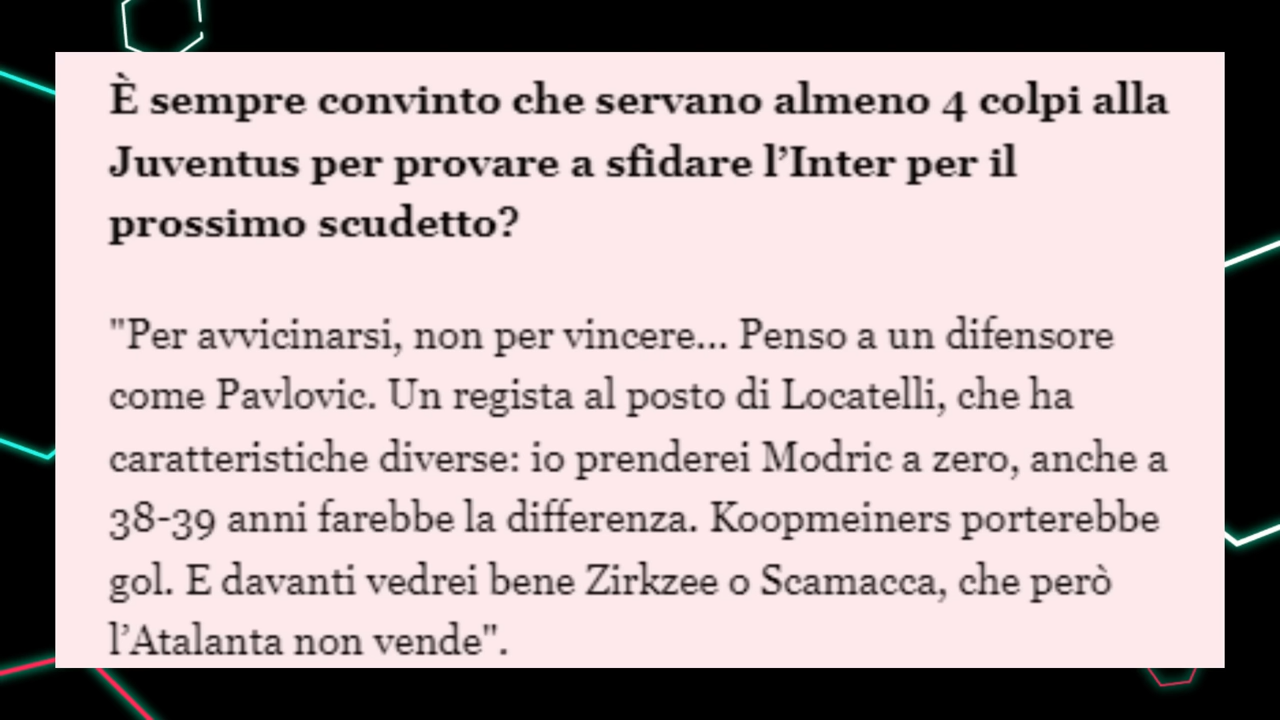 È sempre convinto che servano almeno 4 colpi alla
Juventus per provare a sfidare l’Inter per il
prossimo scudetto?
"Per avvicinarsi, non per vincere... Penso a un difensore
come Pavlovic. Un regista al posto di Locatelli, che ha
caratteristiche diverse: io prenderei Modric a zero, anche a
38-39 anni farebbe la differenza. Koopmeiners porterebbe
gol. E davanti vedrei bene Zirkzee o Scamacca, che però
l’Atalanta non vende".